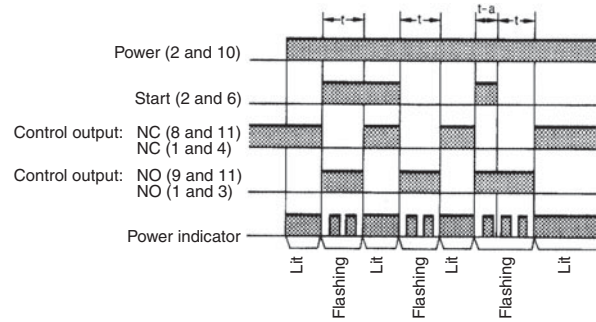 t t t-a t
Power (2 and 10)
Start (2 and 6)
Control output: NC (8 and 11)
NC (1 and 4)
Control output: NO (9 and 11)
NO (1 and 3)
Power indicator
Lit Flashing Lit Flashing Lit Flashing Lit